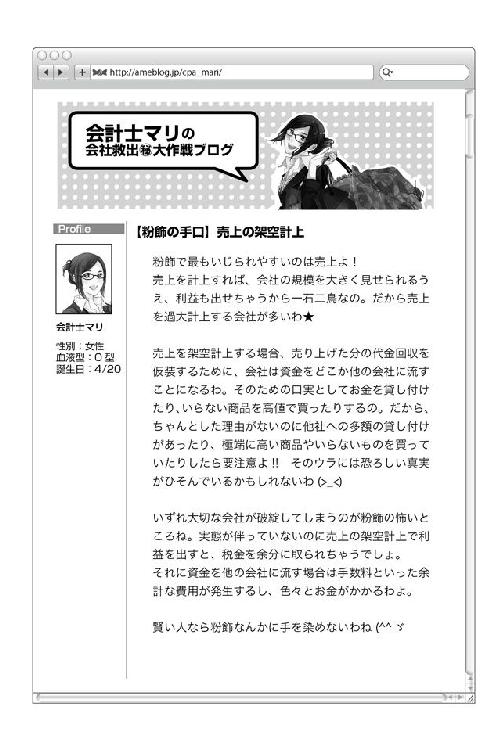 http://ameblog.jp/cpa_mari/
会計士マリの
会社救出㊙大作戦ブログ
Profile
会計士マリ
性別：女性
血液型：O型
誕生日：4/20
【粉飾の手口】売上の架空計上
粉飾で最もいじられやすいのは売上よ！
売上を計上すれば、会社の規模を大きく見せられるう
え、利益も出せちゃうから一石二鳥なの。だから売上
を過大計上する会社が多いわ★
売上を架空計上する場合、売り上げた分の代金回収を
仮装するために、会社は資金をどこか他の会社に流す
ことになるわ。そのための口実としてお金を貸し付け
たり、いらない商品を高値で買ったりするの。だから、
ちゃんとした理由がないのに他社への多額の貸し付け
があったり、極端に高い商品やいらないものを買って
いたりしたら要注意よ!!　そのウラには恐ろしい真実
がひそんでいるかもしれないわ (>_<)
いずれ大切な会社が破綻してしまうのが粉飾の怖いと
ころね。実態が伴っていないのに売上の架空計上で利
益を出すと、税金を余分に取られちゃうでしょ。
それに資金を他の会社に流す場合は手数料といった余
計な費用が発生するし、色々とお金がかかるわよ。
賢い人なら粉飾なんかに手を染めないわね (^^ ゞ